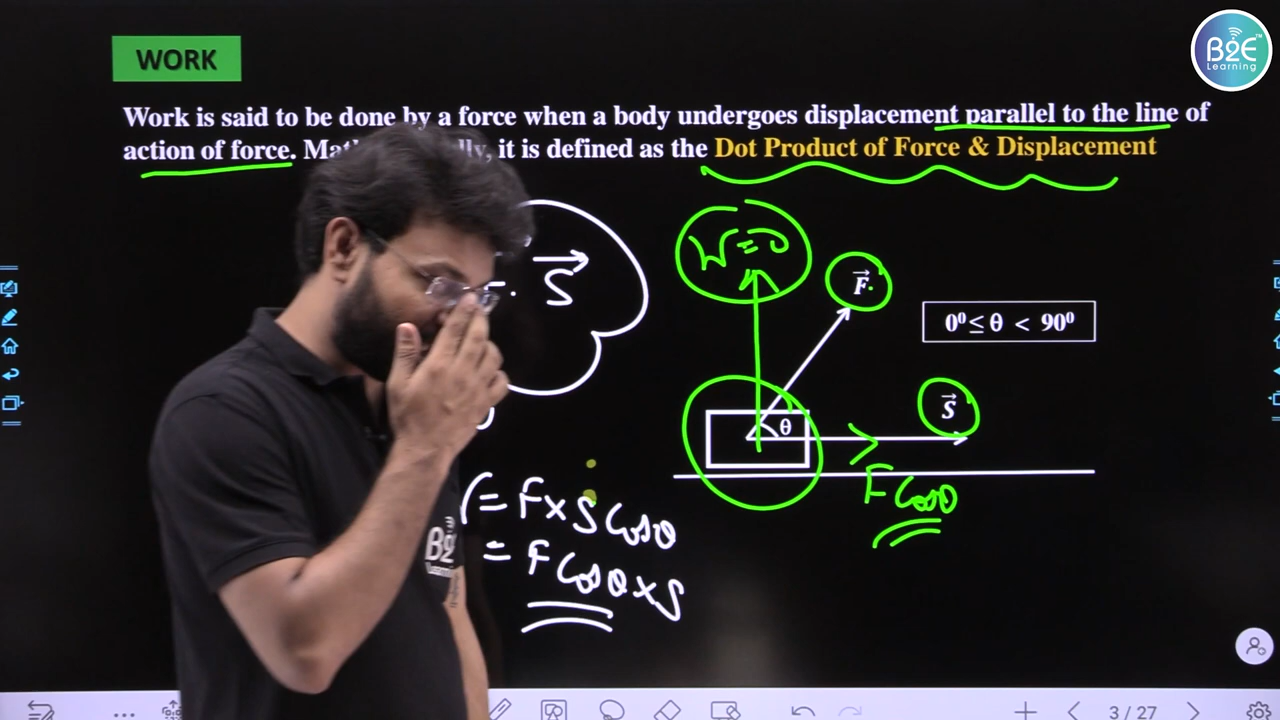 WORK
B2E
Learning
Work is said to be done by a force when a body undergoes displacement parallel to the line of
action of force. it is defined as the Dot Product of Force & Displacement
W=0
F
S
0⁰ ≤ θ < 90⁰
S
θ
F Cosθ
= F×S Cosθ
= F Cosθ×S
B2
3 / 27